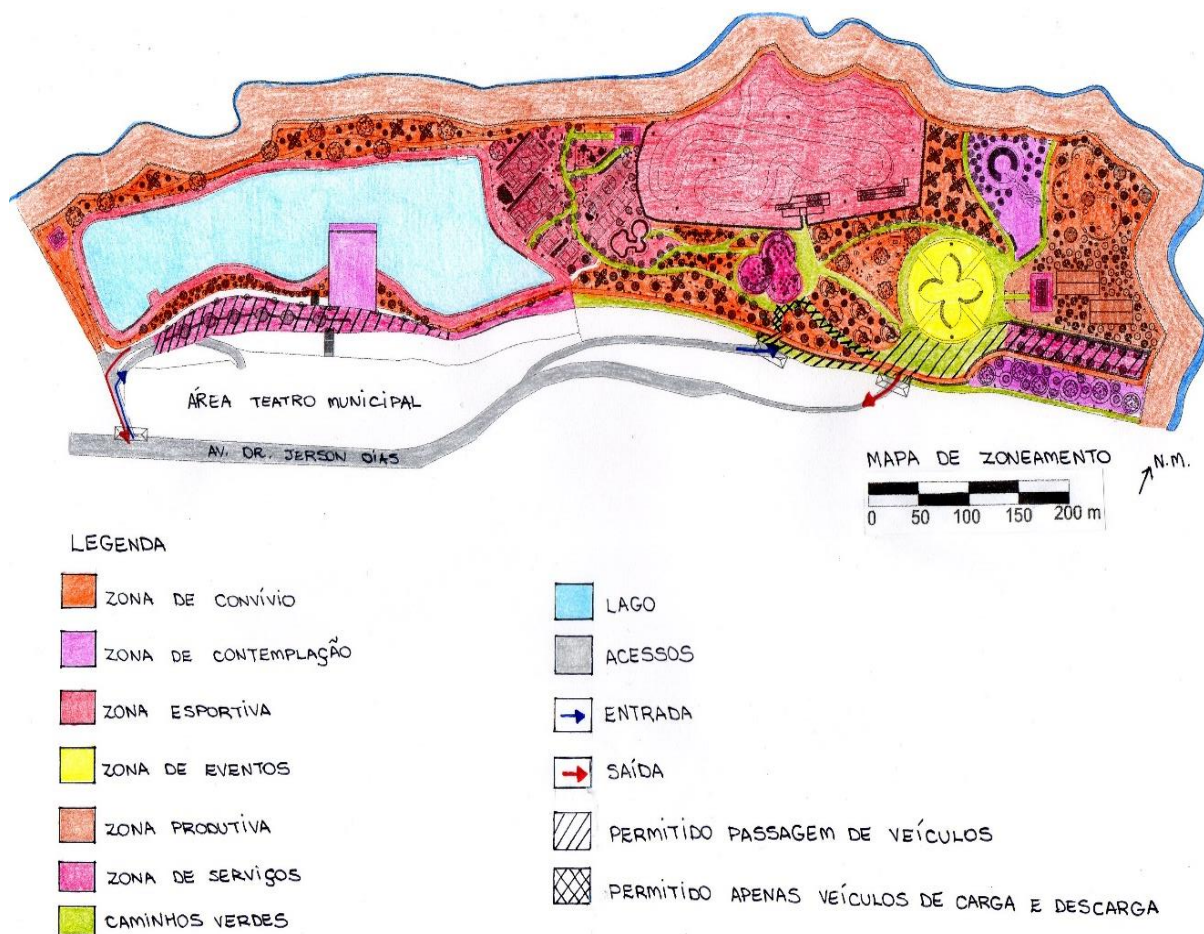 ÁREA TEATRO MUNICIPAL
AV. DR. JERSON DIAS
MAPA DE ZONEAMENTO
N.M.
0 50 100 150 200 m
LEGENDA
ZONA DE CONVÍVIO
ZONA DE CONTEMPLAÇÃO
ZONA ESPORTIVA
ZONA DE EVENTOS
ZONA PRODUTIVA
ZONA DE SERVIÇOS
CAMINHOS VERDES
LAGO
ACESSOS
ENTRADA
SAÍDA
PERMITIDO PASSAGEM DE VEÍCULOS
PERMITIDO APENAS VEÍCULOS DE CARGA E DESCARGA